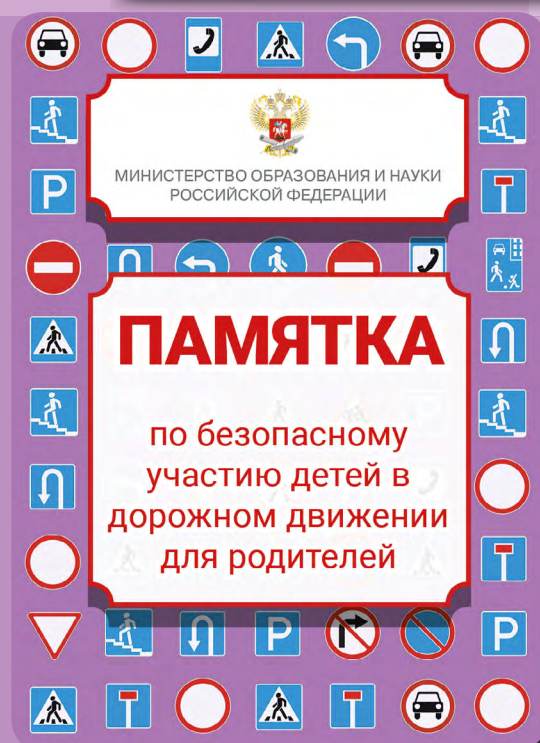 МИНИСТЕРСТВО ОБРАЗОВАНИЯ И НАУКИ
РОССИЙСКОЙ ФЕДЕРАЦИИ
P
ПАМЯТКА
по безопасному
участию детей в
дорожном движении
для родителей
P
P